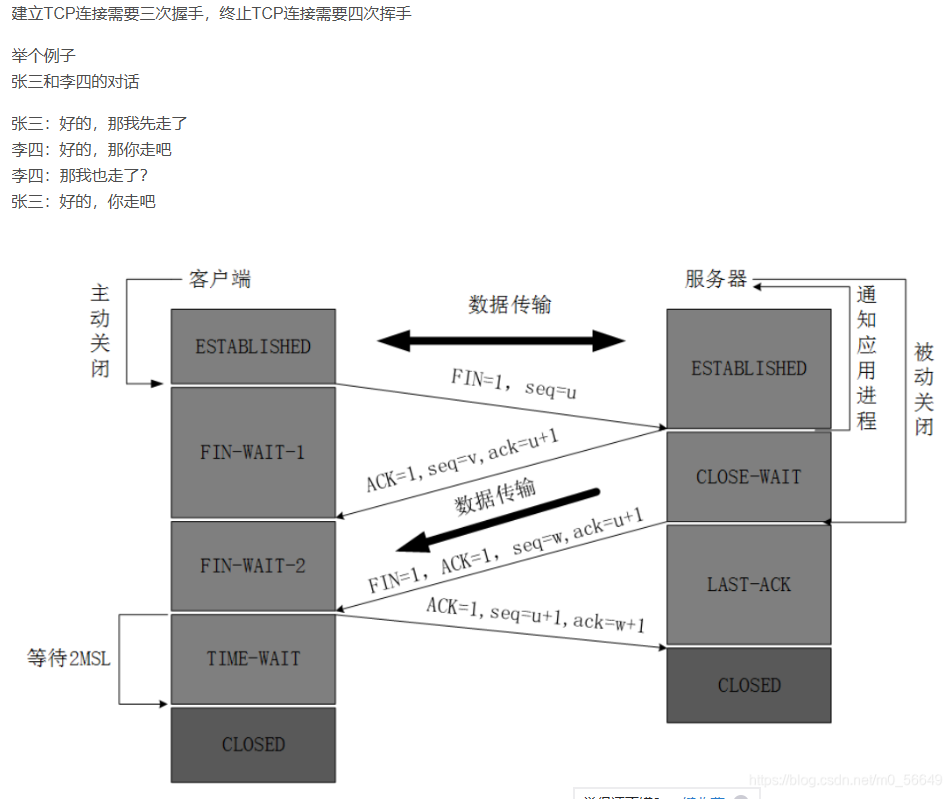 建立TCP连接需要三次握手，终止TCP连接需要四次挥手
举个例子
张三和李四的对话
张三：好的，那我先走了
李四：好的，那你走吧
李四：那我也走了？
张三：好的，你走吧
客户端
服务器
主动关闭
数据传输
通知应用进程
被动关闭
ESTABLISHED
ESTABLISHED
FIN=1, seq=u
FIN-WAIT-1
ACK=1,seq=v,ack=u+1
CLOSE-WAIT
数据传输
FIN-WAIT-2
FIN=1, ACK=1, seq=w,ack=u+1
LAST-ACK
ACK=1,seq=u+1,ack=w+1
等待2MSL
TIME-WAIT
CLOSED
CLOSED
https://blog.csdn.net/m0_56649